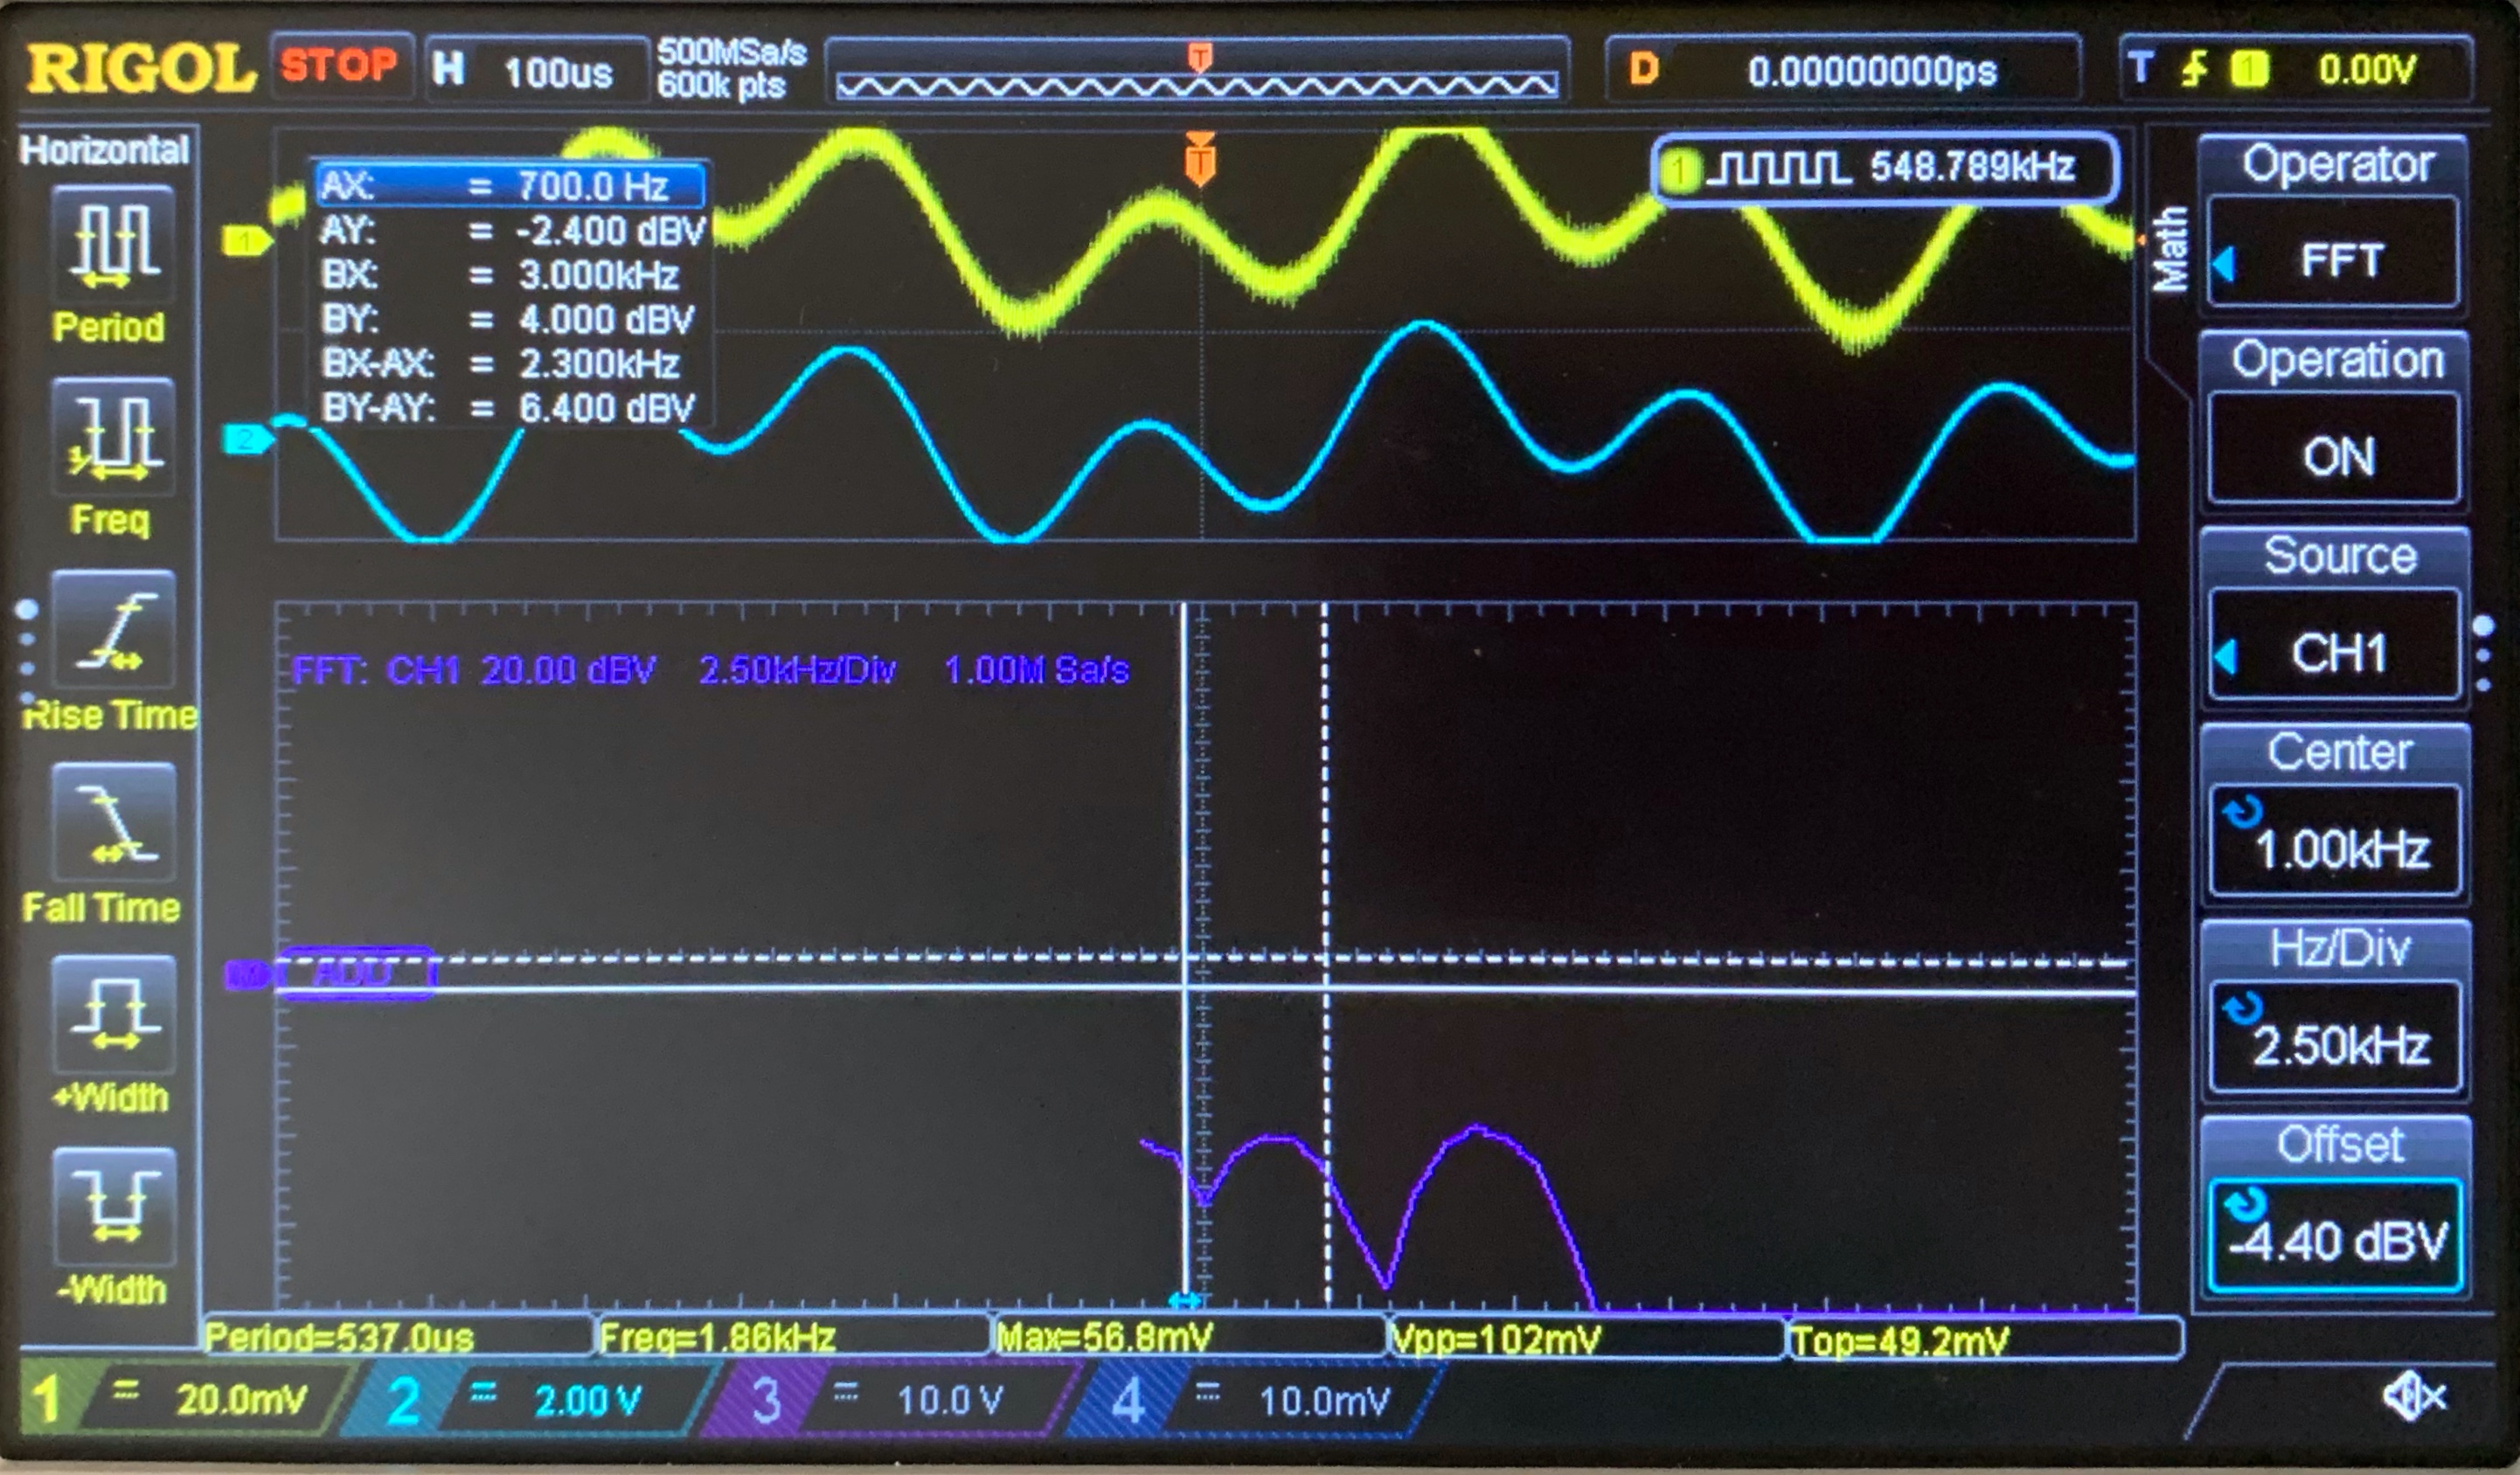 RIGOL STOP H 100us 500MSa/s 600k pts T D 0.00000000ps T 1 0.00V
Horizontal
Period
Freq
Rise Time
Fall Time
+Width
-Width
AX: = 700.0 Hz
AY: = -2.400 dBV
BX: = 3.000kHz
BY: = 4.000 dBV
BX-AX: = 2.300kHz
BY-AY: = 6.400 dBV
T
1 548.789kHz
1
2
FFT: CH1 20.00 dBV 2.50kHz/Div 1.00M Sa/s
M ADD
Math
Operator
FFT
Operation
ON
Source
CH1
Center
1.00kHz
Hz/Div
2.50kHz
Offset
-4.40 dBV
Period=537.0us Freq=1.86kHz Max=56.8mV Vpp=102mV Top=49.2mV
1 = 20.0mV 2 = 2.00 V 3 = 10.0 V 4 = 10.0mV